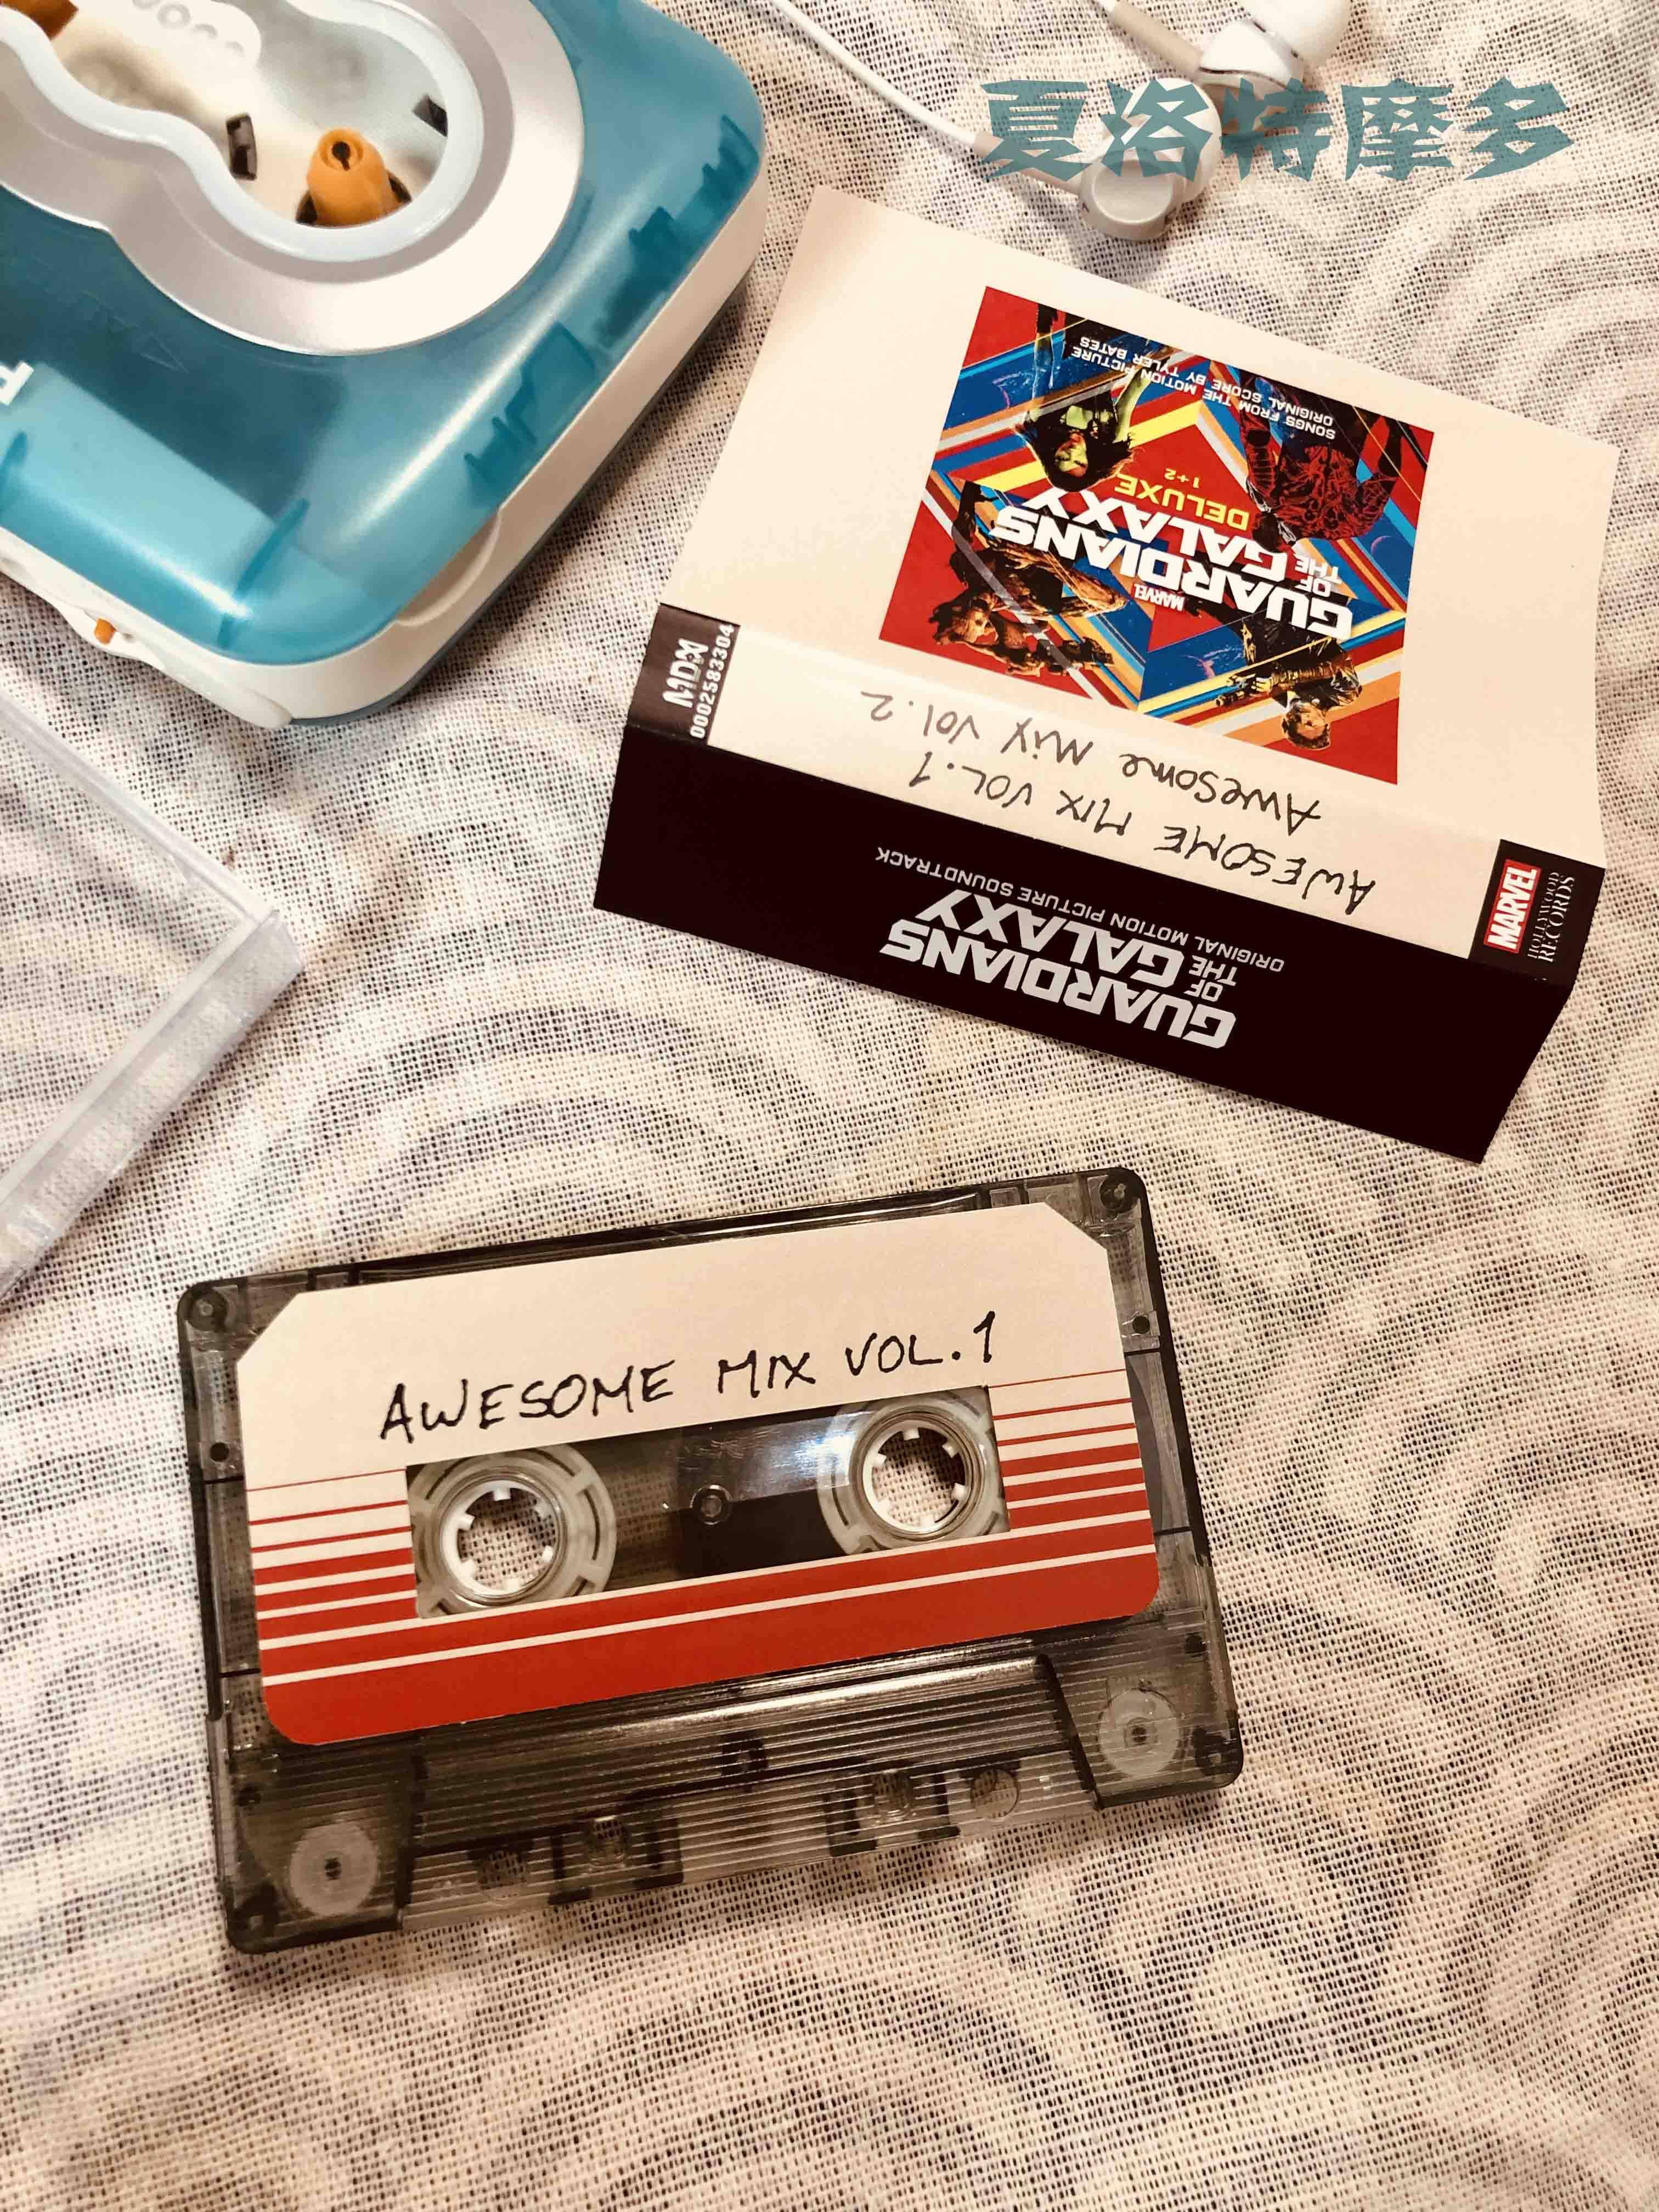 夏洛特摩多
SONGS FROM THE MOTION PICTURE
ORIGINAL SCORE BY TYLER BATES
MARVEL
GUARDIANS
OF THE GALAXY
DELUXE
1+2
MDX
0002583304
AWESOME MIX VOL.1
AWesome Mix Vol.2
MARVEL
HOLLYWOOD
RECORDS
GUARDIANS
OF THE GALAXY
ORIGINAL MOTION PICTURE SOUNDTRACK
AWESOME MIX VOL.1